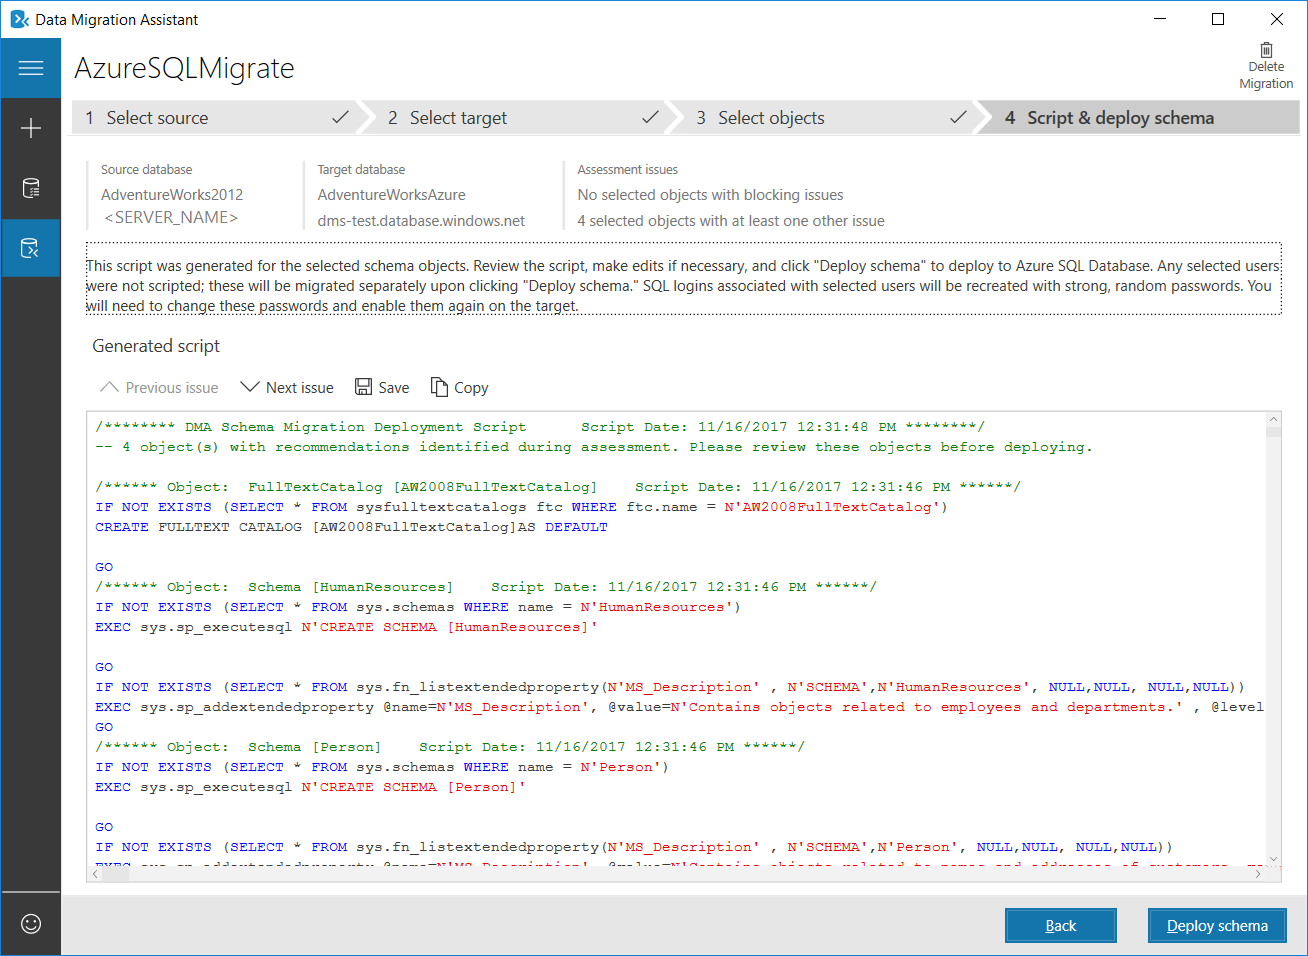 Data Migration Assistant
AzureSQLMigrate
Delete
Migration
1 Select source
2 Select target
3 Select objects
4 Script & deploy schema
Source database
AdventureWorks2012
<SERVER_NAME>
Target database
AdventureWorksAzure
dms-test.database.windows.net
Assessment issues
No selected objects with blocking issues
4 selected objects with at least one other issue
This script was generated for the selected schema objects. Review the script, make edits if necessary, and click "Deploy schema" to deploy to Azure SQL Database. Any selected users
were not scripted; these will be migrated separately upon clicking "Deploy schema." SQL logins associated with selected users will be recreated with strong, random passwords. You
will need to change these passwords and enable them again on the target.
Generated script
Previous issue
Next issue
Save
Copy
/******** DMA Schema Migration Deployment Script      Script Date: 11/16/2017 12:31:48 PM ********/
-- 4 object(s) with recommendations identified during assessment. Please review these objects before deploying.
/****** Object:  FullTextCatalog [AW2008FullTextCatalog]    Script Date: 11/16/2017 12:31:46 PM ******/
IF NOT EXISTS (SELECT * FROM sysfulltextcatalogs ftc WHERE ftc.name = N'AW2008FullTextCatalog')
CREATE FULLTEXT CATALOG [AW2008FullTextCatalog]AS DEFAULT
GO
/****** Object:  Schema [HumanResources]    Script Date: 11/16/2017 12:31:46 PM ******/
IF NOT EXISTS (SELECT * FROM sys.schemas WHERE name = N'HumanResources')
EXEC sys.sp_executesql N'CREATE SCHEMA [HumanResources]'
GO
IF NOT EXISTS (SELECT * FROM sys.fn_listextendedproperty(N'MS_Description' , N'SCHEMA',N'HumanResources', NULL,NULL, NULL,NULL))
EXEC sys.sp_addextendedproperty @name=N'MS_Description', @value=N'Contains objects related to employees and departments.' , @level
GO
/****** Object:  Schema [Person]    Script Date: 11/16/2017 12:31:46 PM ******/
IF NOT EXISTS (SELECT * FROM sys.schemas WHERE name = N'Person')
EXEC sys.sp_executesql N'CREATE SCHEMA [Person]'
GO
IF NOT EXISTS (SELECT * FROM sys.fn_listextendedproperty(N'MS_Description' , N'SCHEMA',N'Person', NULL,NULL, NULL,NULL))
EXEC sys.sp_addextendedproperty @name=N'MS_Description', @value=N'Contains objects related to names and addresses of customers,
Back
Deploy schema